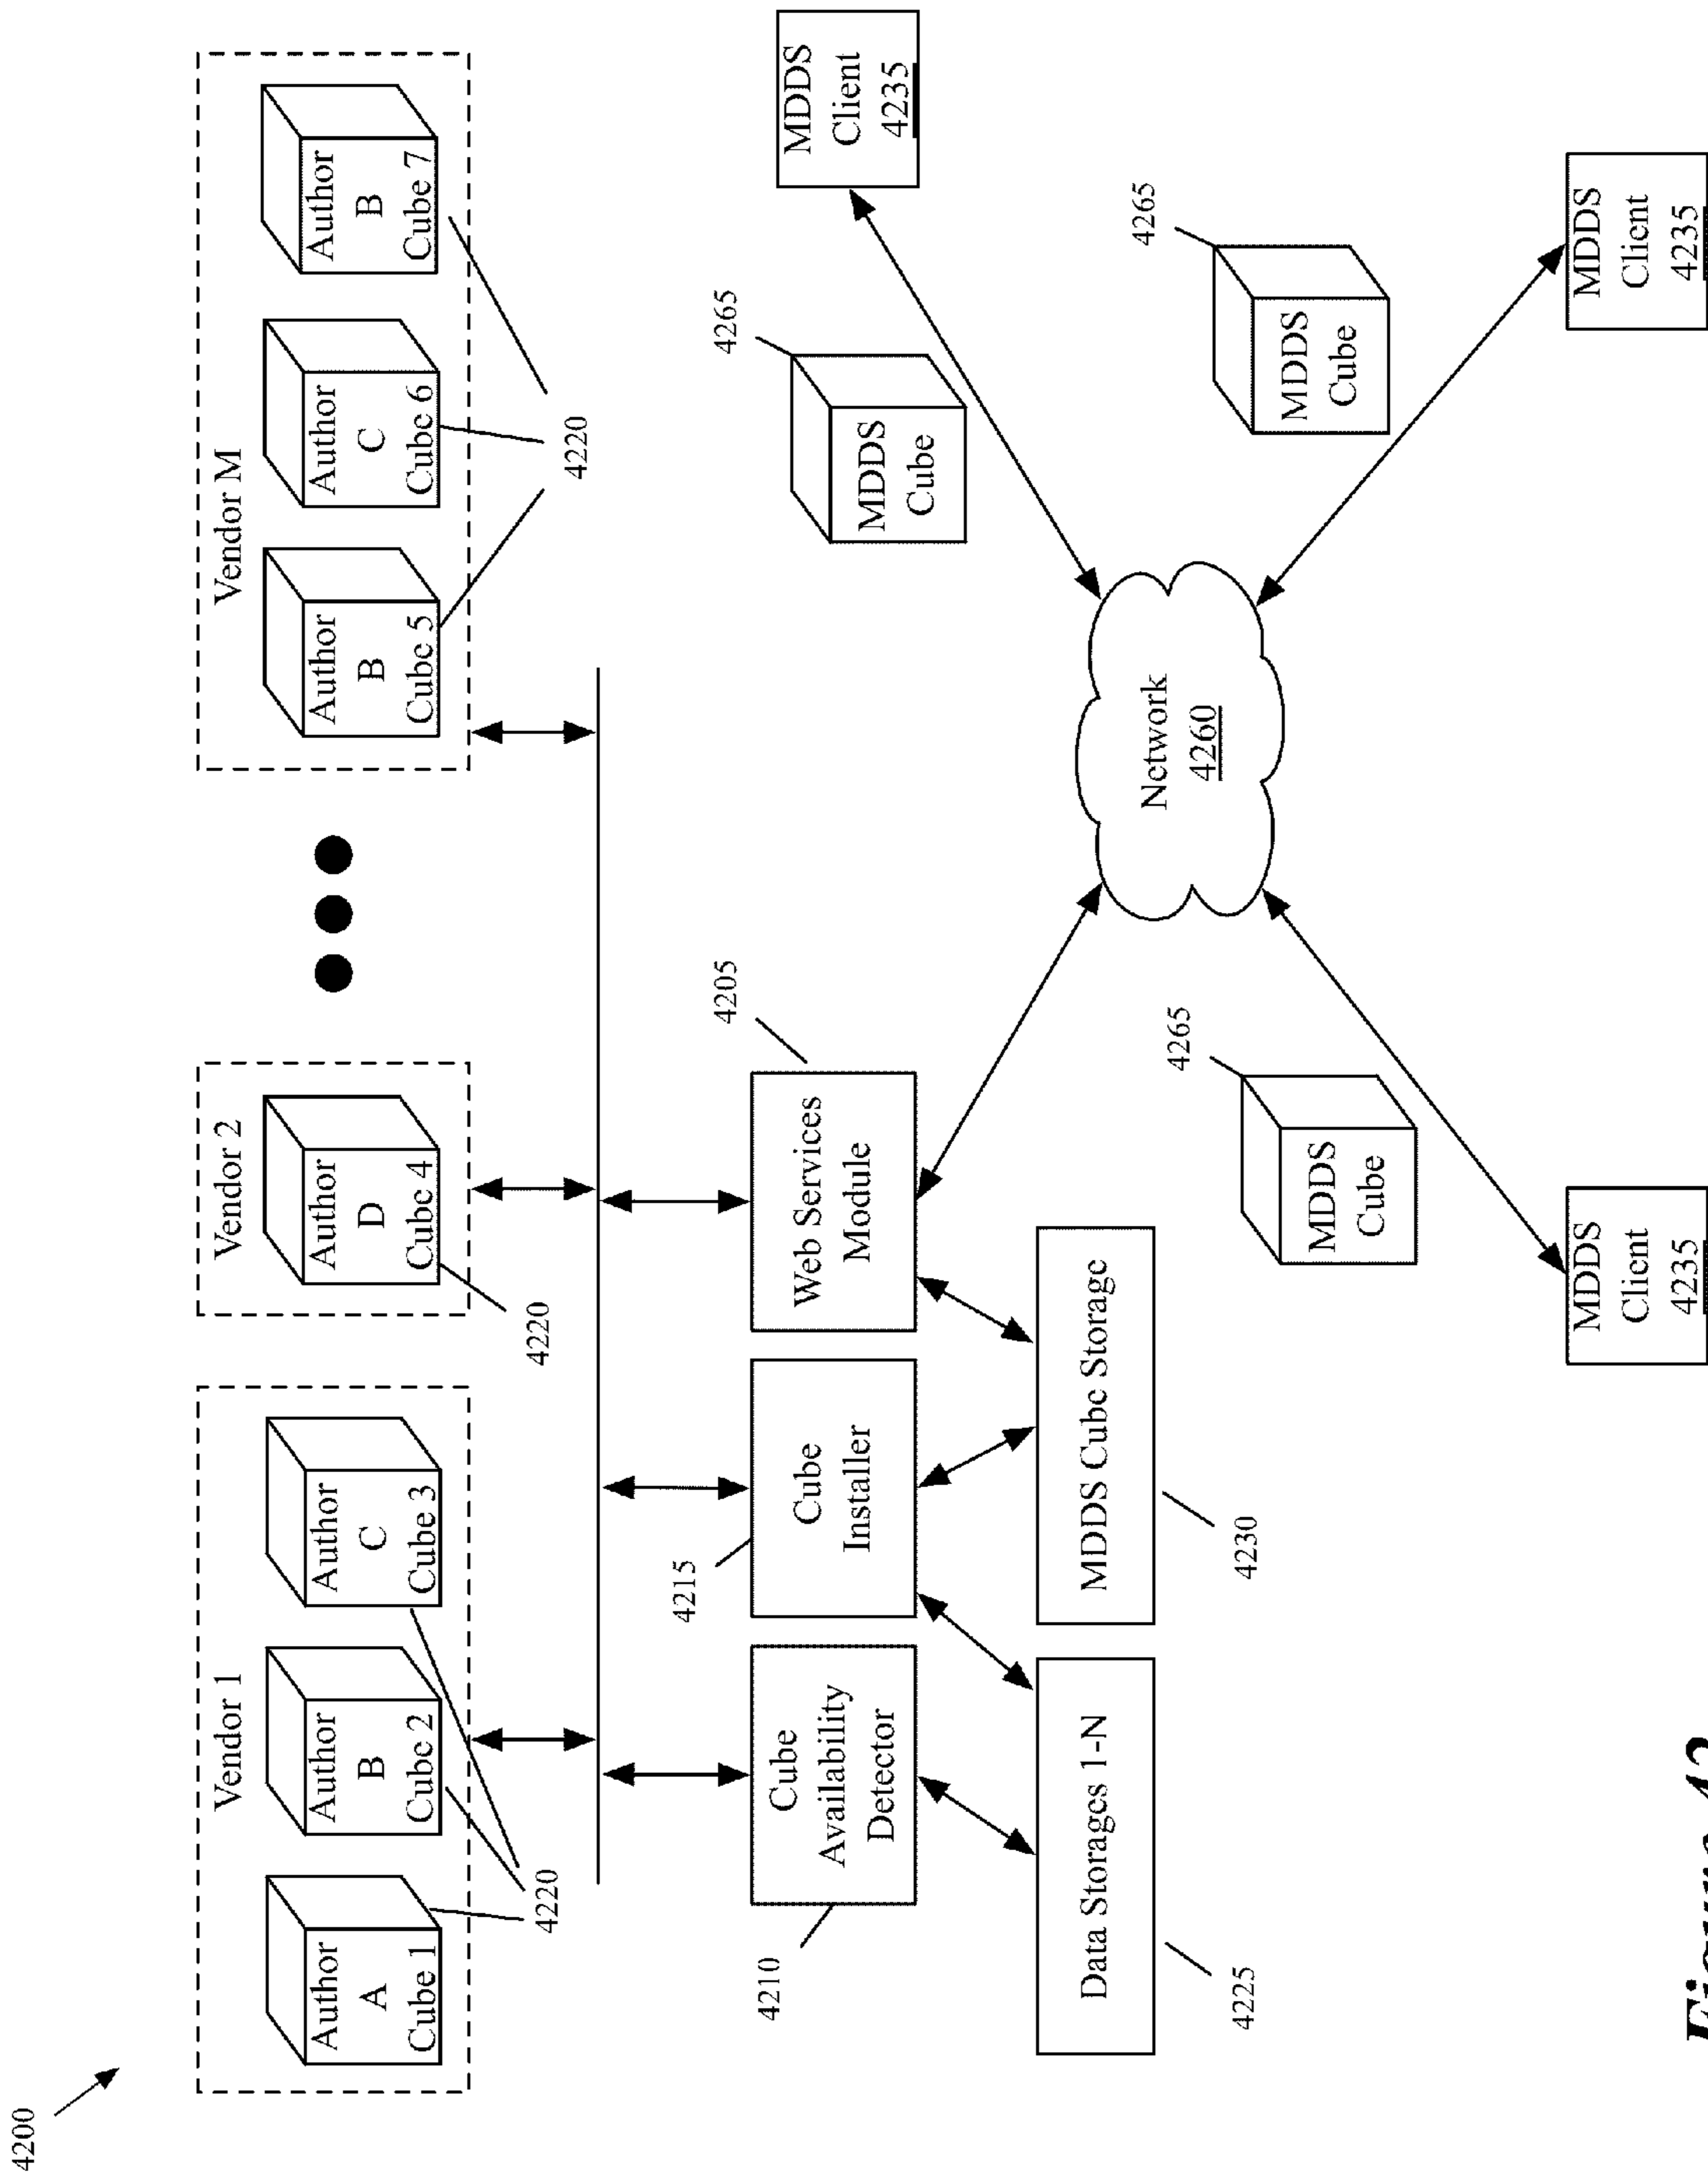 4200
Vendor 1
Author
A
Cube 1
Author
B
Cube 2
Author
C
Cube 3
4220
Vendor 2
Author
D
Cube 4
4220
Vendor M
Author
B
Cube 5
Author
C
Cube 6
Author
B
Cube 7
4220
Cube
Availability
Detector
4210
Cube
Installer
4215
Web Services
Module
4205
Data Storages 1-N
4225
MDDS Cube Storage
4230
Network
4260
MDDS
Cube
4265
MDDS
Client
4235
MDDS
Cube
4265
MDDS
Client
4235
MDDS
Cube
4265
MDDS
Client
4235
Figure 42